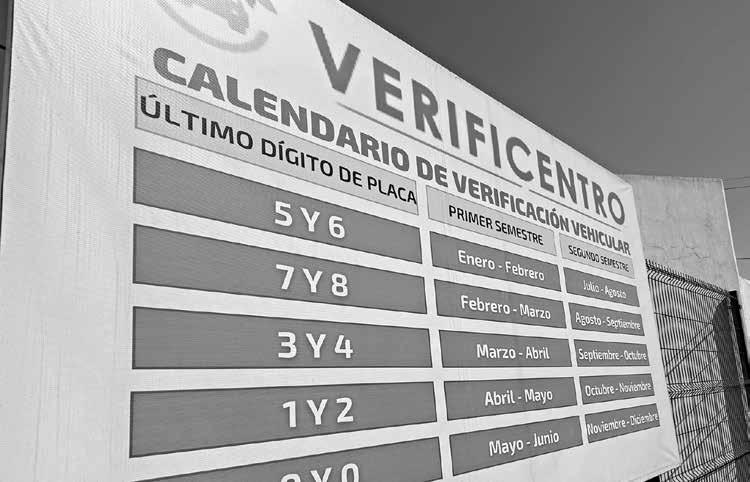 VERIFICENTRO
CALENDARIO DE VERIFICACIÓN VEHICULAR
ÚLTIMO DÍGITO DE PLACA PRIMER SEMESTRE SEGUNDO SEMESTRE
5 Y 6 Enero - Febrero Julio - Agosto
7 Y 8 Febrero - Marzo Agosto - Septiembre
3 Y 4 Marzo - Abril Septiembre - Octubre
1 Y 2 Abril - Mayo Octubre - Noviembre
9 Y 0 Mayo - Junio Noviembre - Diciembre